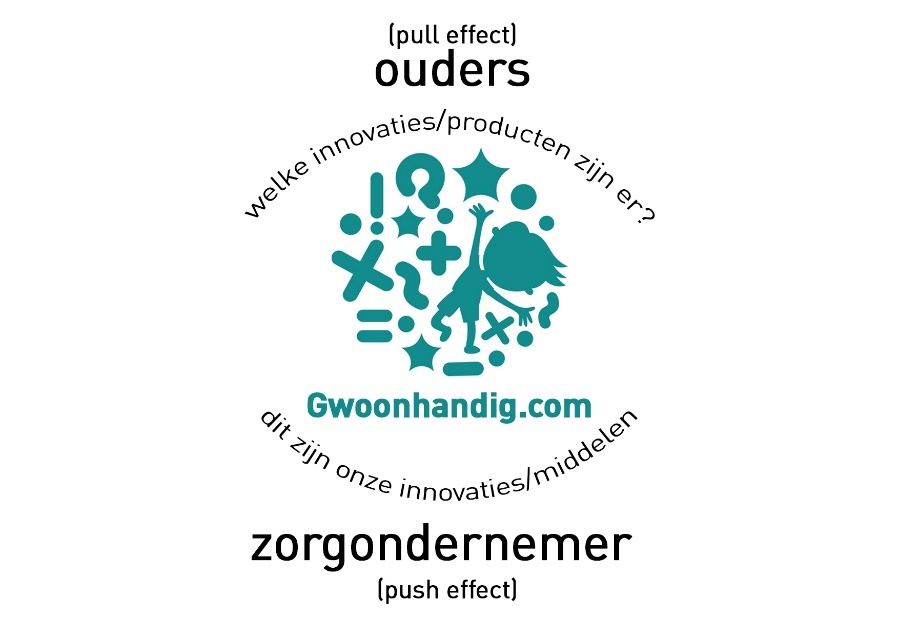 (pull effect)
ouders
welke innovaties/producten zijn er?
Gwoonhandig.com
dit zijn onze innovaties/middelen
zorgondernemer
(push effect)